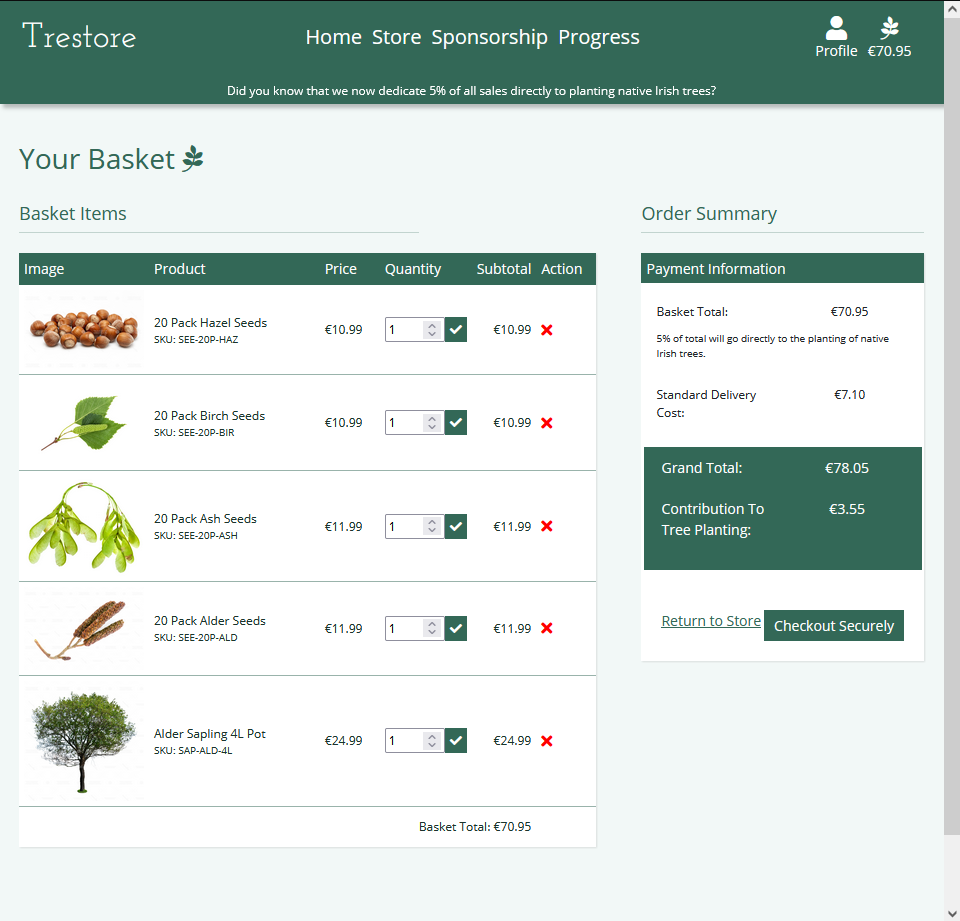 Trestore
Home Store Sponsorship Progress
Profile €70.95
Did you know that we now dedicate 5% of all sales directly to planting native Irish trees?
Your Basket
Basket Items
Image Product Price Quantity Subtotal Action
20 Pack Hazel Seeds
SKU: SEE-20P-HAZ
€10.99 1 €10.99
20 Pack Birch Seeds
SKU: SEE-20P-BIR
€10.99 1 €10.99
20 Pack Ash Seeds
SKU: SEE-20P-ASH
€11.99 1 €11.99
20 Pack Alder Seeds
SKU: SEE-20P-ALD
€11.99 1 €11.99
Alder Sapling 4L Pot
SKU: SAP-ALD-4L
€24.99 1 €24.99
Basket Total: €70.95
Order Summary
Payment Information
Basket Total: €70.95
5% of total will go directly to the planting of native
Irish trees.
Standard Delivery €7.10
Cost:
Grand Total: €78.05
Contribution To €3.55
Tree Planting:
Return to Store Checkout Securely